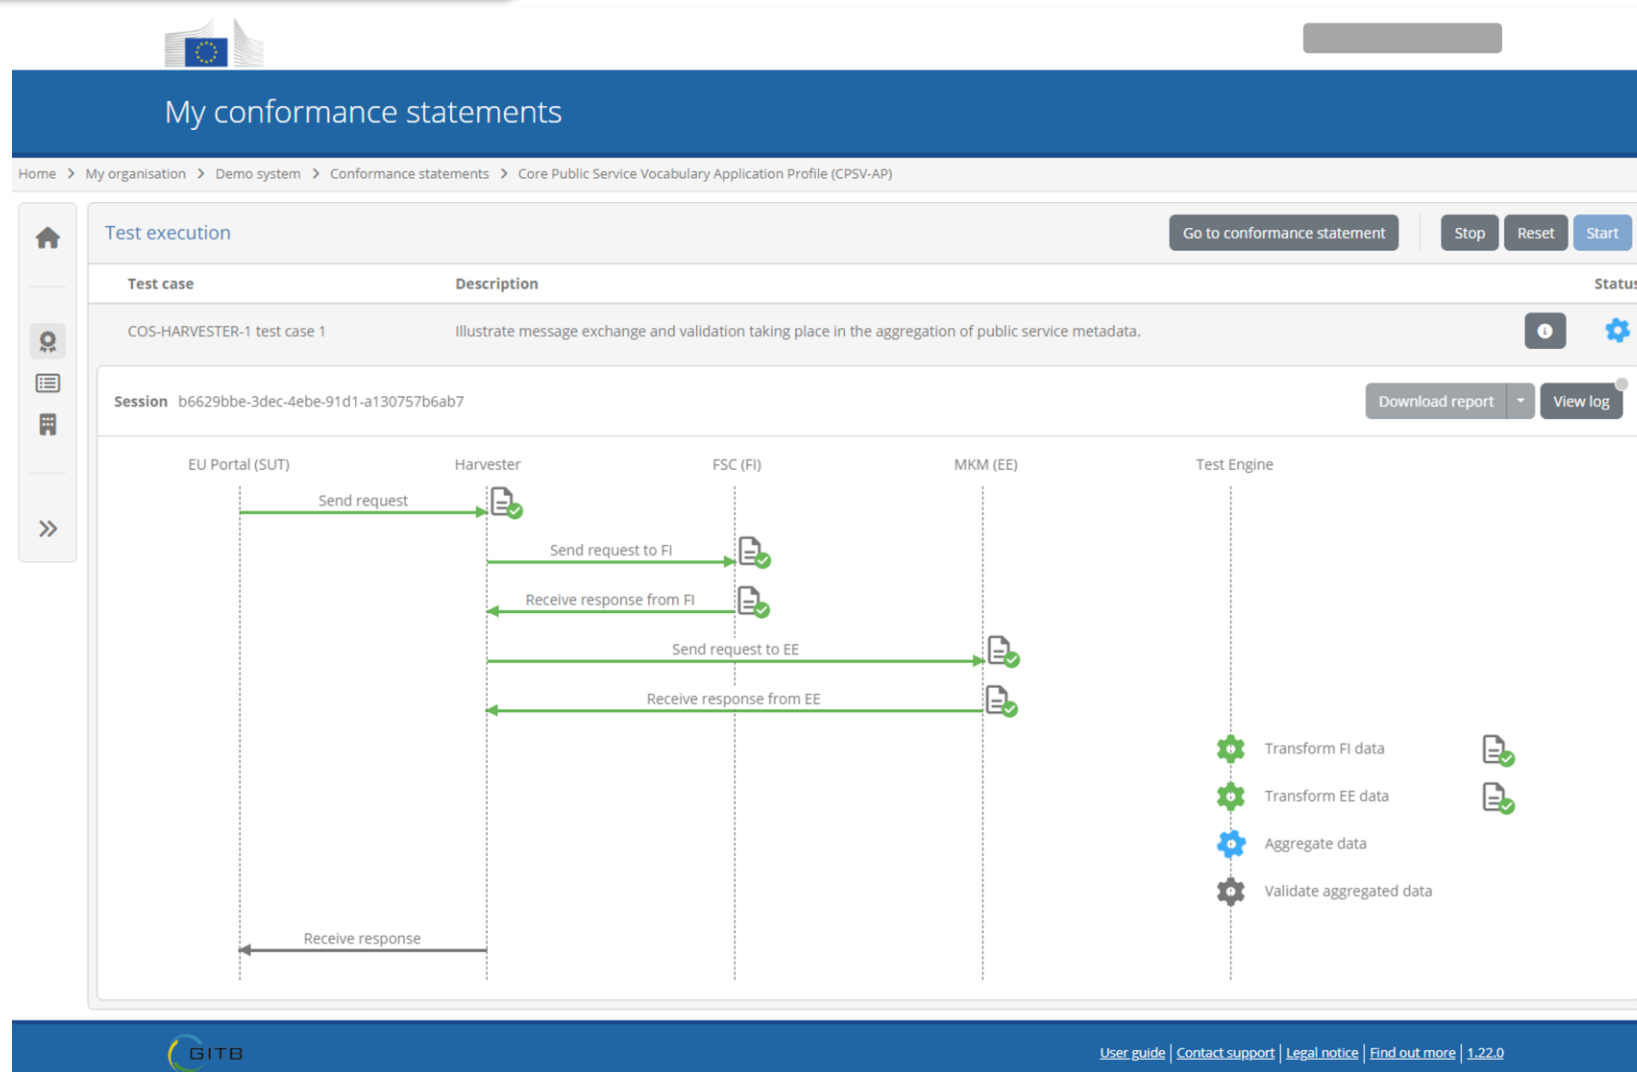 My conformance statements
Home > My organisation > Demo system > Conformance statements > Core Public Service Vocabulary Application Profile (CPSV-AP)
Test execution
Go to conformance statement
Stop
Reset
Start
Test case
Description
Status
COS-HARVESTER-1 test case 1
Illustrate message exchange and validation taking place in the aggregation of public service metadata.
Session b6629bbe-3dec-4ebe-91d1-a130757b6ab7
Download report
View log
EU Portal (SUT)
Harvester
FSC (FI)
MKM (EE)
Test Engine
Send request
Send request to FI
Receive response from FI
Send request to EE
Receive response from EE
Transform FI data
Transform EE data
Aggregate data
Validate aggregated data
Receive response
GITB
User guide | Contact support | Legal notice | Find out more | 1.22.0